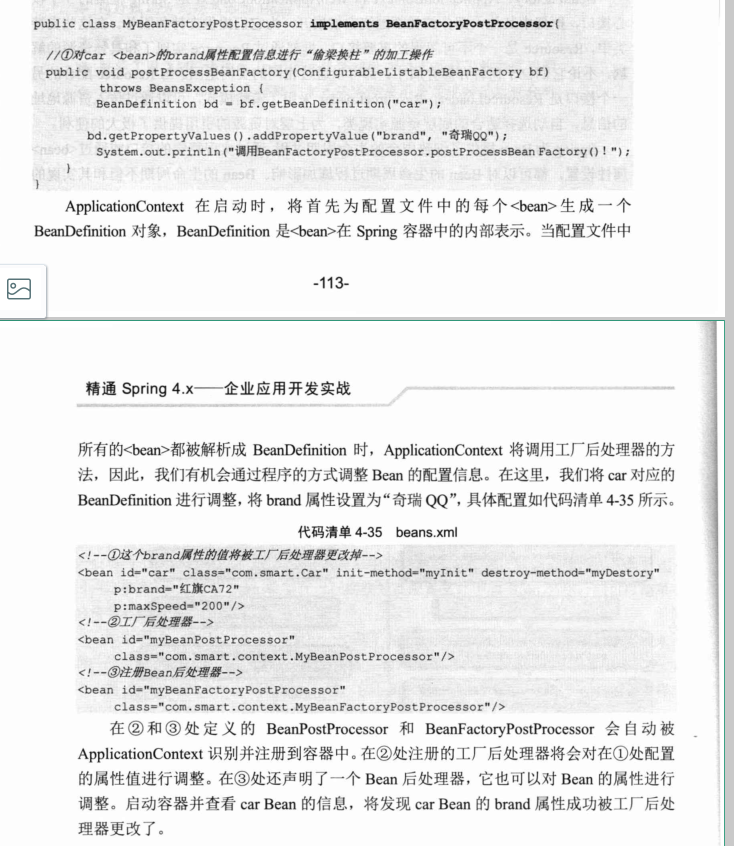 public class MyBeanFactoryPostProcessor implements BeanFactoryPostProcessor{
//①对car <bean>的brand属性配置信息进行“偷梁换柱”的加工操作
public void postProcessBeanFactory(ConfigurableListableBeanFactory bf)
throws BeansException {
BeanDefinition bd = bf.getBeanDefinition("car");
bd.getPropertyValues().addPropertyValue("brand", "奇瑞QQ");
System.out.println("调用BeanFactoryPostProcessor.postProcessBean Factory()！");
}
}
ApplicationContext 在启动时，将首先为配置文件中的每个<bean>生成一个
BeanDefinition 对象，BeanDefinition 是<bean>在 Spring 容器中的内部表示。当配置文件中
-113-
精通 Spring 4.x——企业应用开发实战
所有的<bean>都被解析成 BeanDefinition 时，ApplicationContext 将调用工厂后处理器的方
法，因此，我们有机会通过程序的方式调整 Bean 的配置信息。在这里，我们将 car 对应的
BeanDefinition 进行调整，将 brand 属性设置为“奇瑞 QQ”，具体配置如代码清单 4-35 所示。
代码清单 4-35 beans.xml
<!--①这个brand属性的值将被工厂后处理器更改掉-->
<bean id="car" class="com.smart.Car" init-method="myInit" destroy-method="myDestory"
p:brand="红旗CA72"
p:maxSpeed="200"/>
<!--②工厂后处理器-->
<bean id="myBeanPostProcessor"
class="com.smart.context.MyBeanPostProcessor"/>
<!--③注册Bean后处理器-->
<bean id="myBeanFactoryPostProcessor"
class="com.smart.context.MyBeanFactoryPostProcessor"/>
在②和③处定义的 BeanPostProcessor 和 BeanFactoryPostProcessor 会自动被
ApplicationContext 识别并注册到容器中。在②处注册的工厂后处理器将会对在①处配置
的属性值进行调整。在③处还声明了一个 Bean 后处理器，它也可以对 Bean 的属性进行
调整。启动容器并查看 car Bean 的信息，将发现 car Bean 的 brand 属性成功被工厂后处
理器更改了。